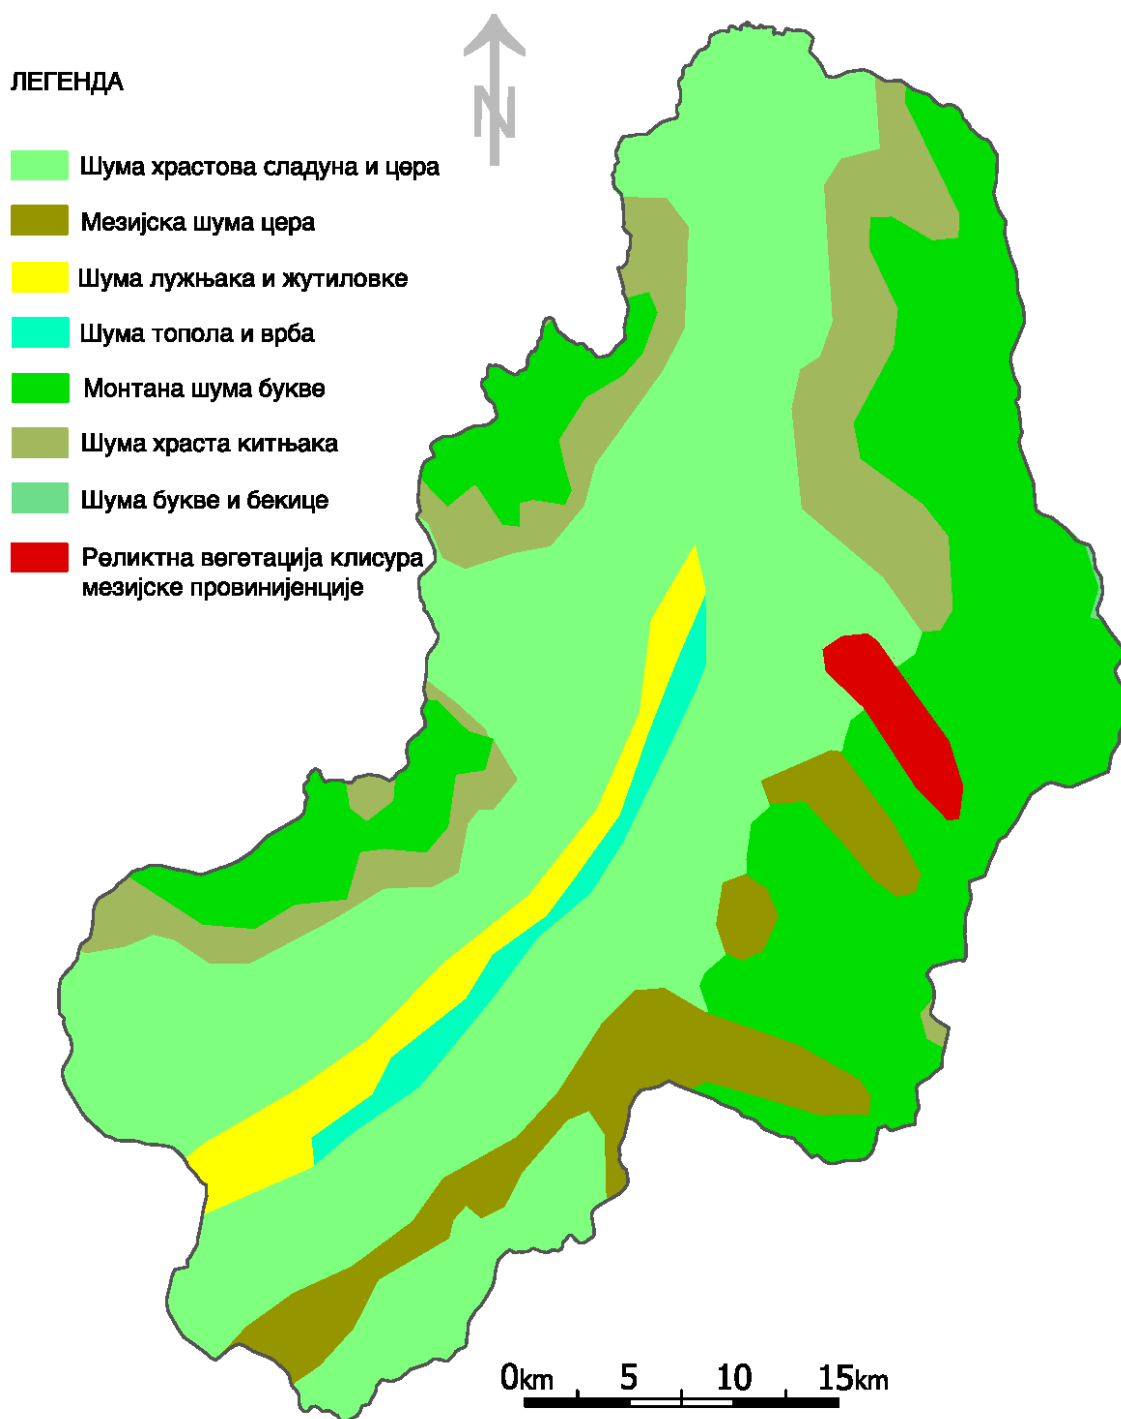 N
ЛЕГЕНДА
Шума храстова сладуна и цера
Мезијска шума цера
Шума лужњака и жутиловке
Шума топола и врба
Монтана шума букве
Шума храста китњака
Шума букве и бекице
Реликтна вегетација клисура
мезијске провинијенције
0km 5 10 15km